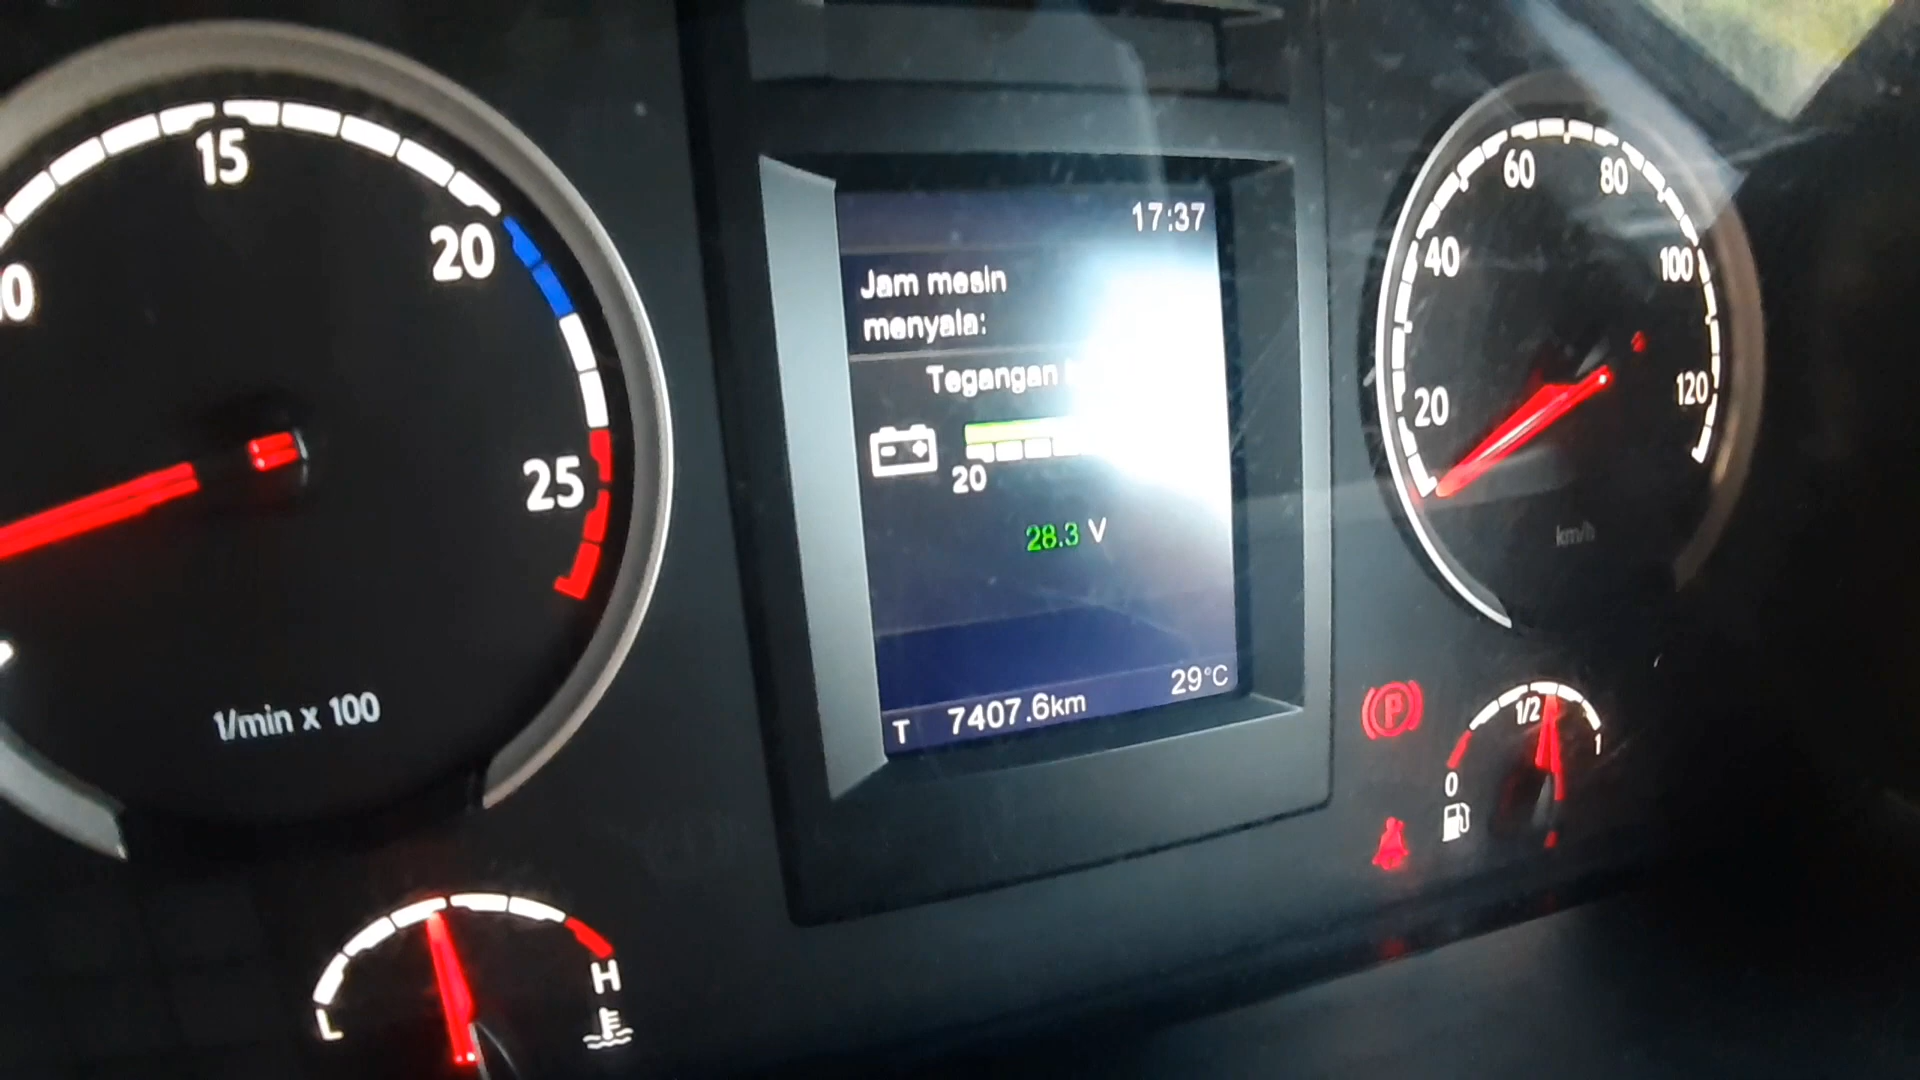 15
20
25
1/min x 100
L
H
17:37
Jam mesin
menyala:
Tegangan
20
28.3 V
29°C
T 7407.6km
20
40
60
80
100
120
km/h
P
0
1/2
1